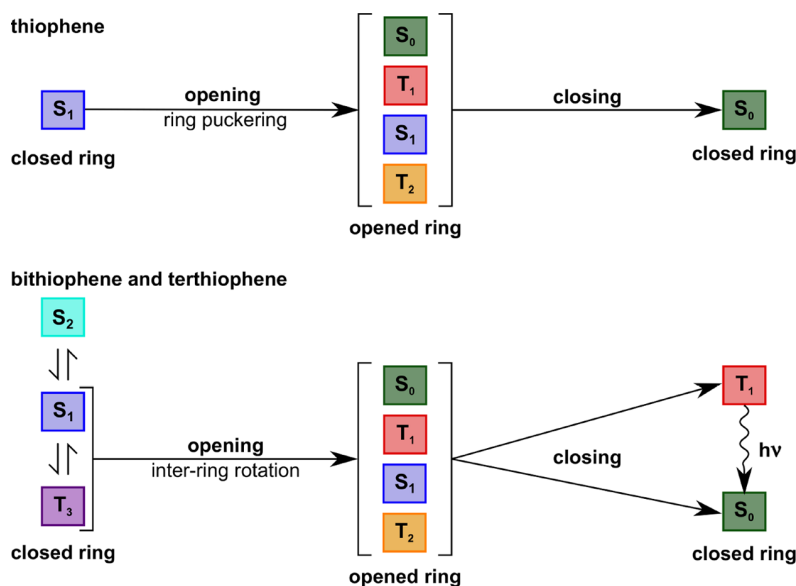 thiophene
S₀
T₁
S₁
opening
ring puckering
closing
S₀
S₁
T₂
closed ring
closed ring
opened ring
bithiophene and terthiophene
S₂
S₀
T₁
S₁
T₁
opening
inter-ring rotation
closing
hν
S₁
T₃
T₂
S₀
closed ring
closed ring
opened ring